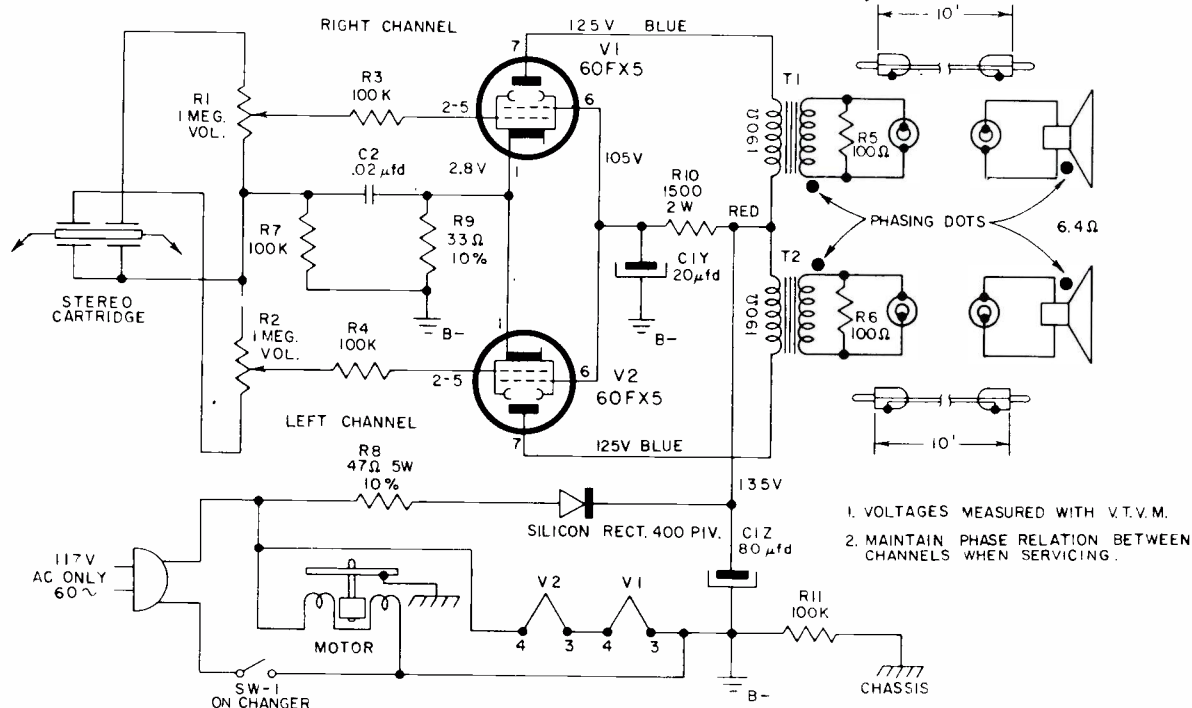 RIGHT CHANNEL
125V BLUE
10'
7
V1
60FX5
T1
R3
100K
R1
1 MEG.
VOL.
2-5
6
190Ω
R5
100Ω
C2
.02 µfd
2.8V
1
105V
R10
1500
2W
RED
PHASING DOTS
6.4Ω
R7
100K
R9
33Ω
10%
C1Y
20µfd
T2
STEREO
CARTRIDGE
B-
B-
R2
1 MEG.
VOL.
R4
100K
1
190Ω
R6
100Ω
2-5
6
V2
60FX5
LEFT CHANNEL
7
125V BLUE
10'
R8
47Ω 5W
10%
135V
SILICON RECT. 400 PIV.
C1Z
80µfd
1. VOLTAGES MEASURED WITH V.T.V.M.
2. MAINTAIN PHASE RELATION BETWEEN
CHANNELS WHEN SERVICING.
117V
AC ONLY
60~
V2
V1
R11
100K
4
3
4
3
MOTOR
SW-1
ON CHANGER
B-
CHASSIS